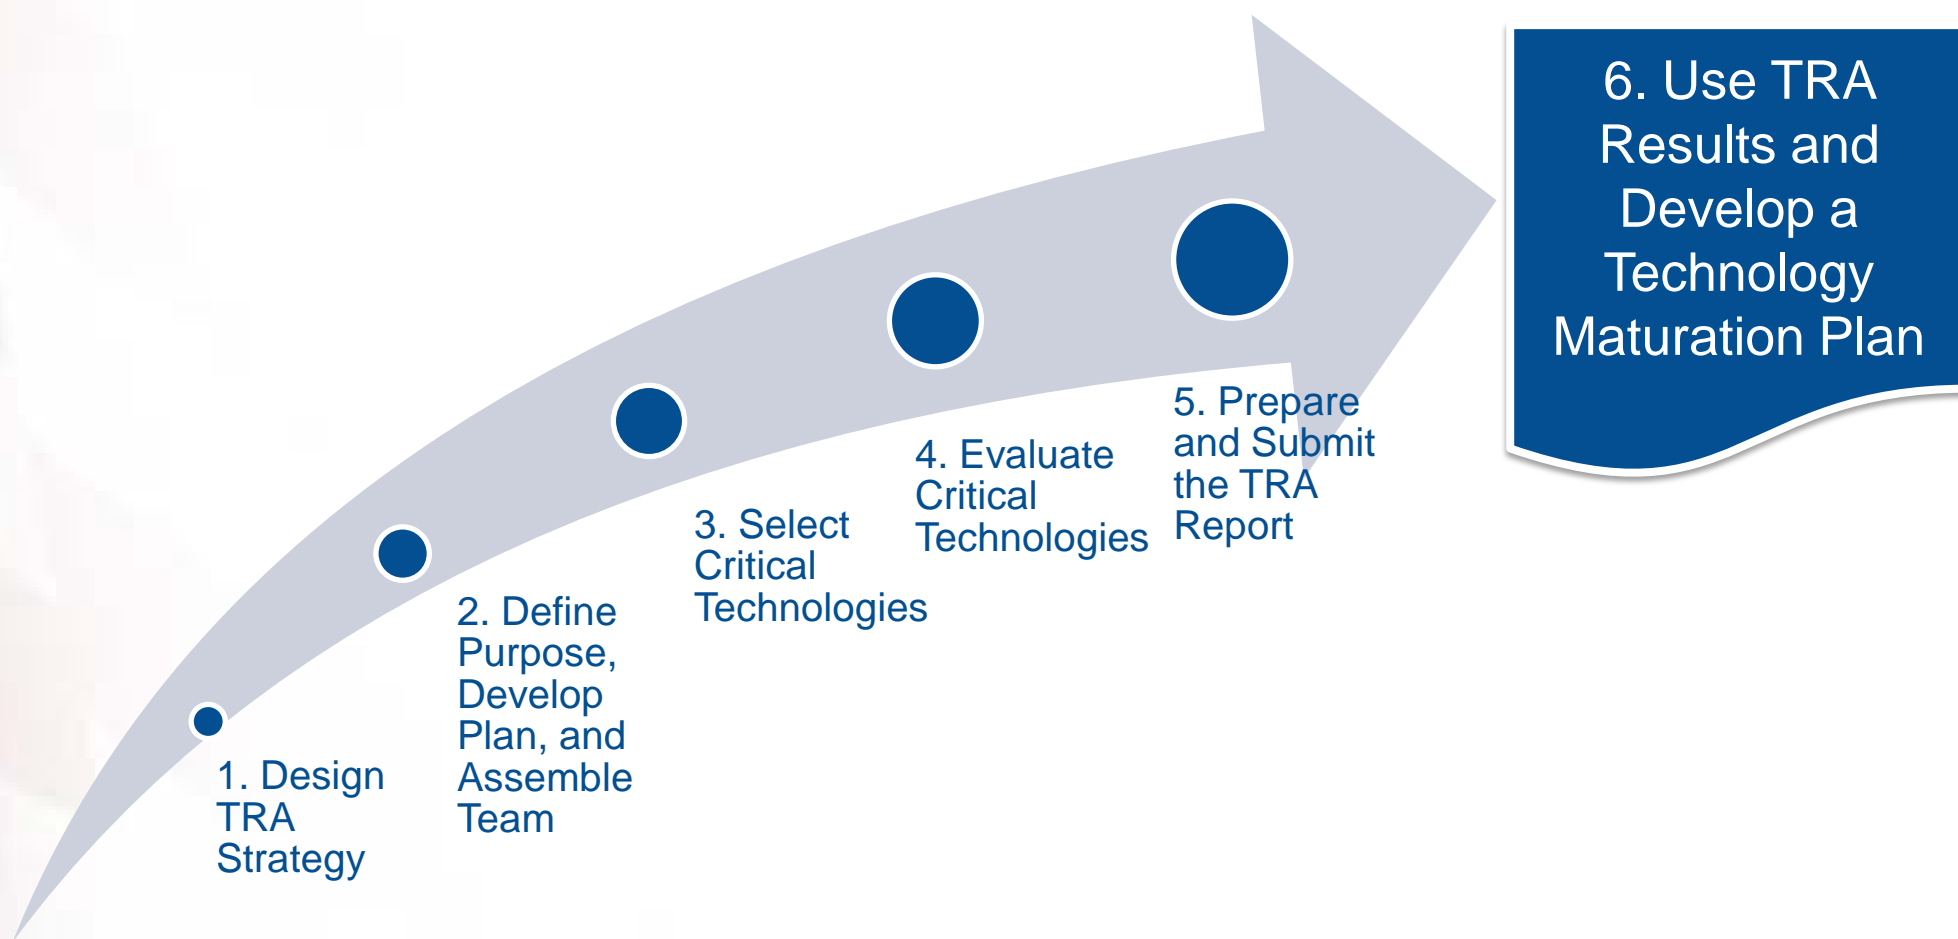 1. Design
TRA
Strategy
2. Define
Purpose,
Develop
Plan, and
Assemble
Team
3. Select
Critical
Technologies
4. Evaluate
Critical
Technologies
5. Prepare
and Submit
the TRA
Report
6. Use TRA
Results and
Develop a
Technology
Maturation Plan